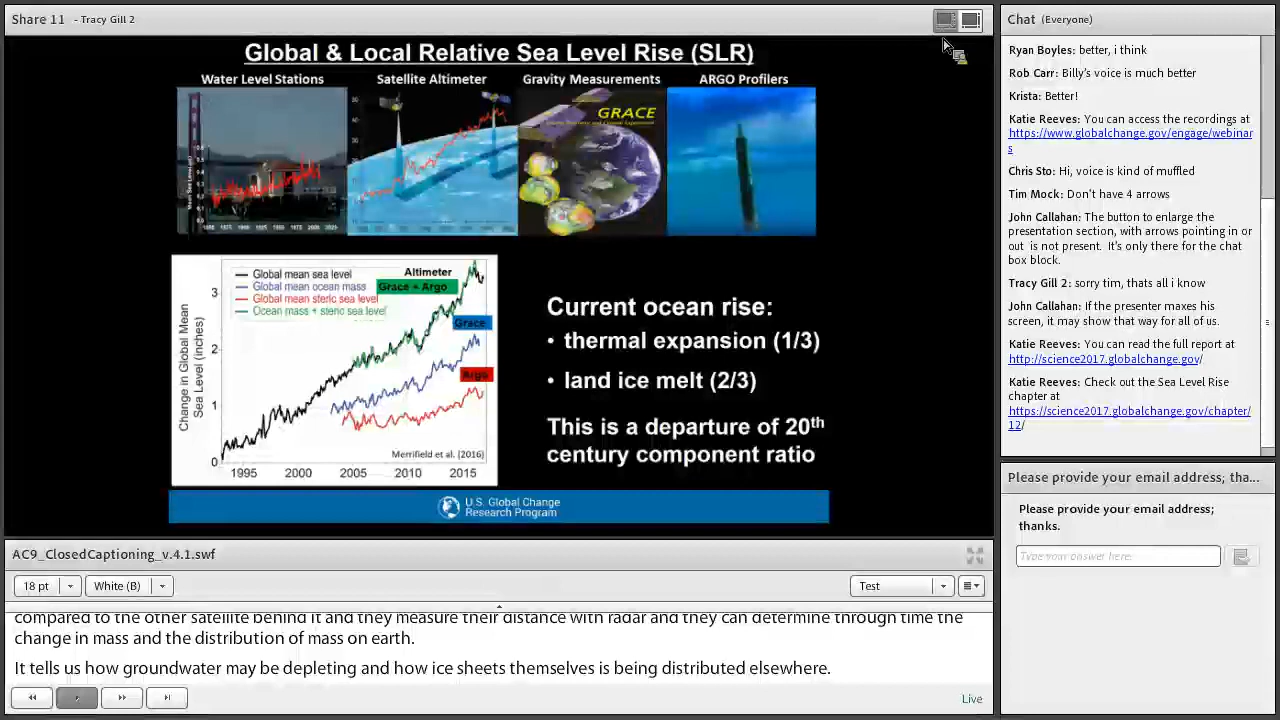 Share 11 - Tracy Gill 2
Global & Local Relative Sea Level Rise (SLR)
Water Level Stations
Satellite Altimeter
Gravity Measurements
ARGO Profilers
GRACE
Change in Global Mean
Sea Level (inches)
3
2
1
0
Global mean sea level
Global mean ocean mass
Global mean steric sea level
Ocean mass + steric sea level
Altimeter
Grace + Argo
Grace
Argo
Merrifield et al. (2016)
1995
2000
2005
2010
2015
Current ocean rise:
• thermal expansion (1/3)
• land ice melt (2/3)
This is a departure of 20th
century component ratio
U.S. Global Change
Research Program
AC9_ClosedCaptioning_v.4.1.swf
18 pt
White (B)
Test
compared to the other satellite behind it and they measure their distance with radar and they can determine through time the
change in mass and the distribution of mass on earth.
It tells us how groundwater may be depleting and how ice sheets themselves is being distributed elsewhere.
Live
Chat (Everyone)
Ryan Boyles: better, i think
Rob Carr: Billy's voice is much better
Krista: Better!
Katie Reeves: You can access the recordings at
https://www.globalchange.gov/engage/webinar
s
Chris Sto: Hi, voice is kind of muffled
Tim Mock: Don't have 4 arrows
John Callahan: The button to enlarge the
presentation section, with arrows pointing in or
out is not present. It's only there for the chat
box block.
Tracy Gill 2: sorry tim, thats all i know
John Callahan: if the presenter maxes his
screen, it may show that way for all of us.
Katie Reeves: You can read the full report at
http://science2017.globalchange.gov/
Katie Reeves: Check out the Sea Level Rise
chapter at
https://science2017.globalchange.gov/chapter/
12/
Please provide your email address; tha...
Please provide your email address;
thanks.
Type your answer here.